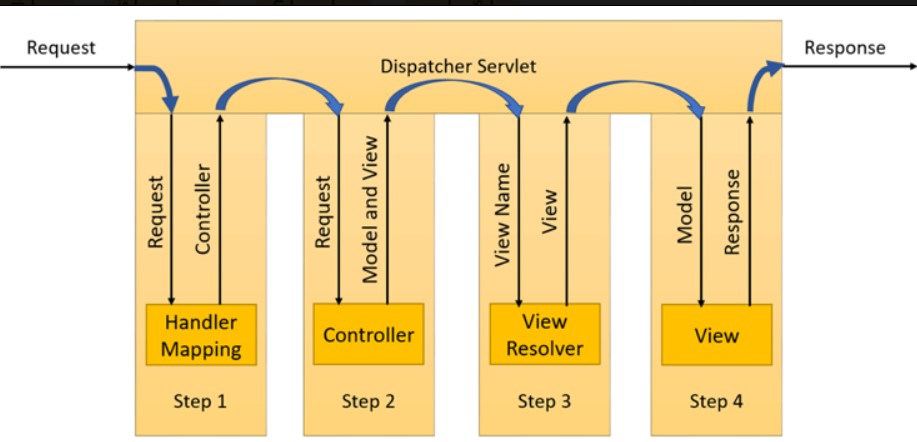 Request
Dispatcher Servlet
Response
Request
Controller
Request
Model and View
View Name
View
Model
Response
Handler
Mapping
Controller
View
Resolver
View
Step 1
Step 2
Step 3
Step 4